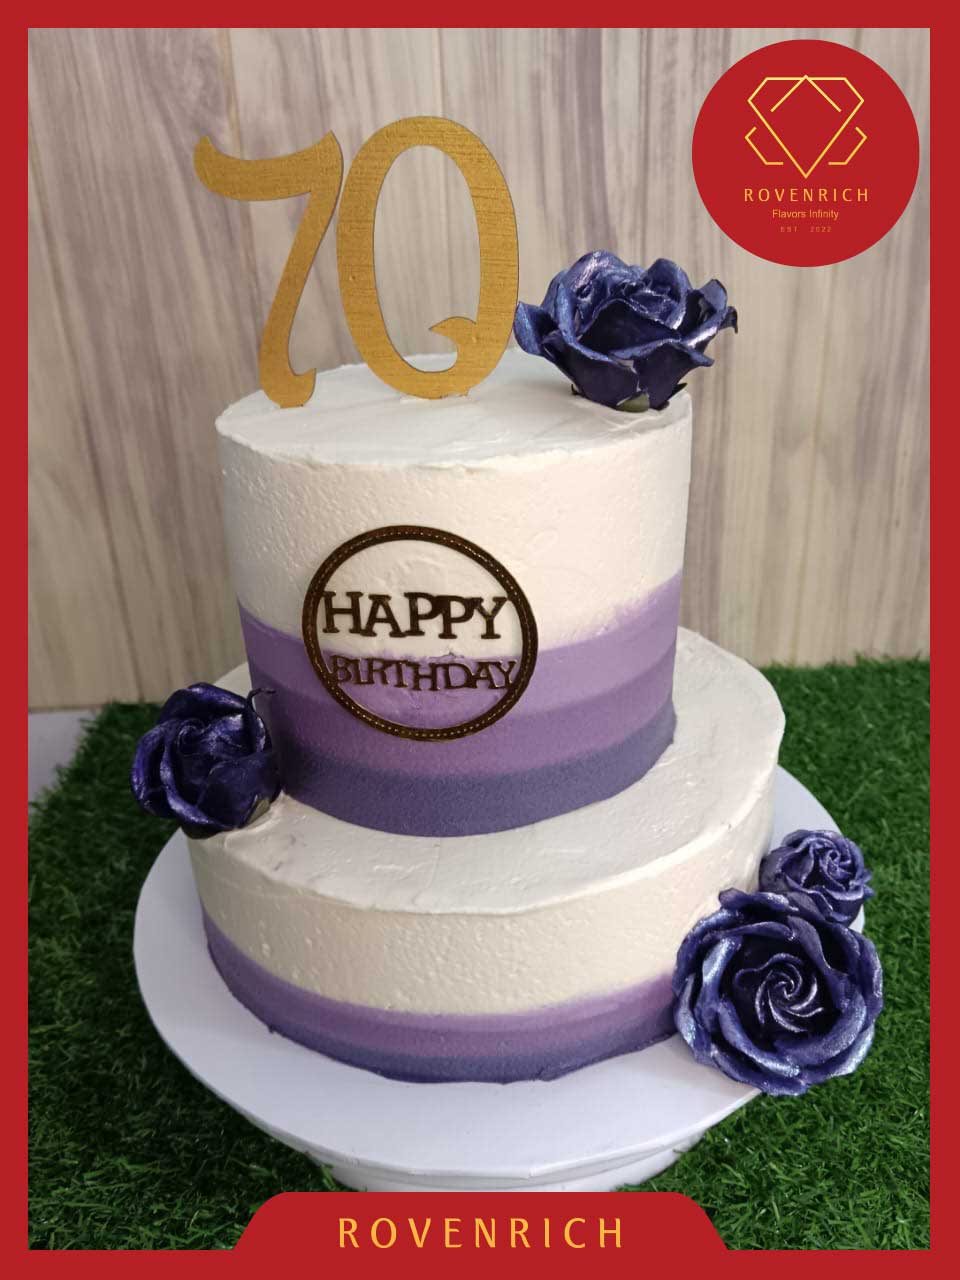 70
ROVENRICH
Flavors Infinity
EST 2022
HAPPY
BIRTHDAY
ROVENRICH